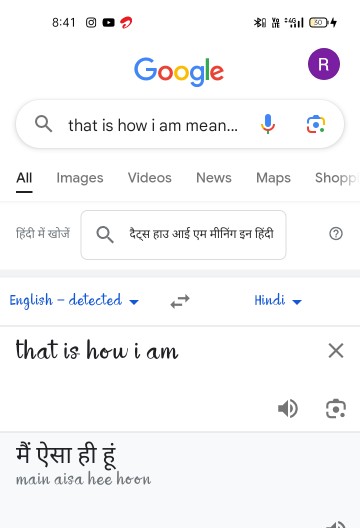 8:41
30
Google
R
that is how i am mean...
All Images Videos News Maps Shopp
हिंदी में खोजें
दैट्स हाउ आई एम मीनिंग इन हिंदी
English – detected
Hindi
that is how i am
मैं ऐसा ही हूं
main aisa hee hoon